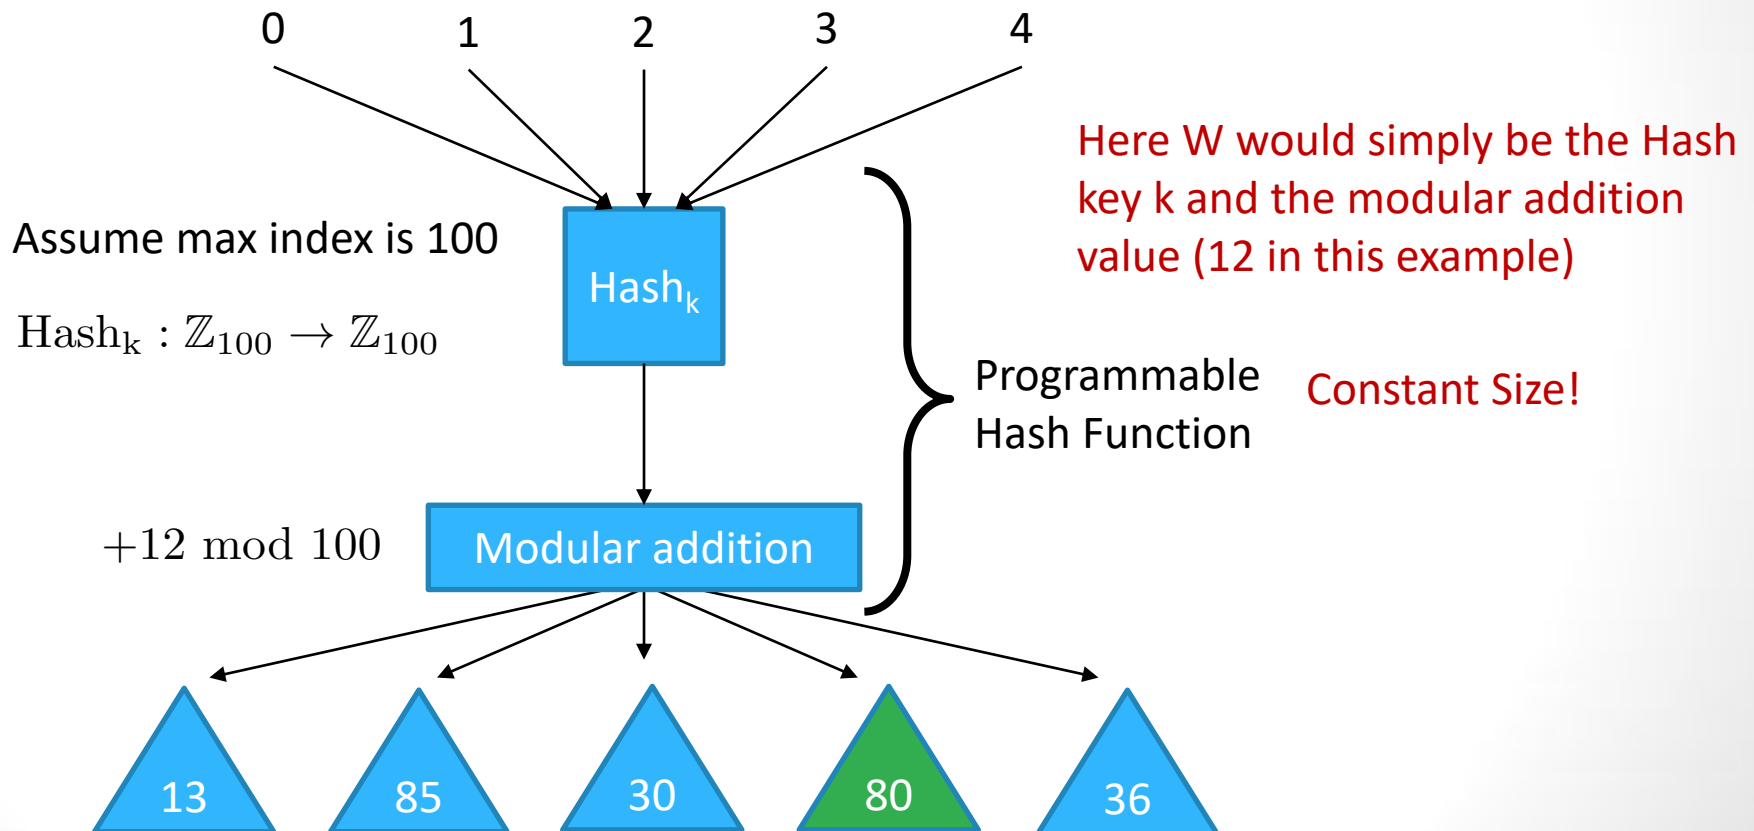 0 1 2 3 4
Here W would simply be the Hash
key k and the modular addition
value (12 in this example)
Assume max index is 100
Hashₖ
Hashₖ : ℤ₁₀₀ → ℤ₁₀₀
Programmable
Hash Function
Constant Size!
+12 mod 100
Modular addition
13 85 30 80 36